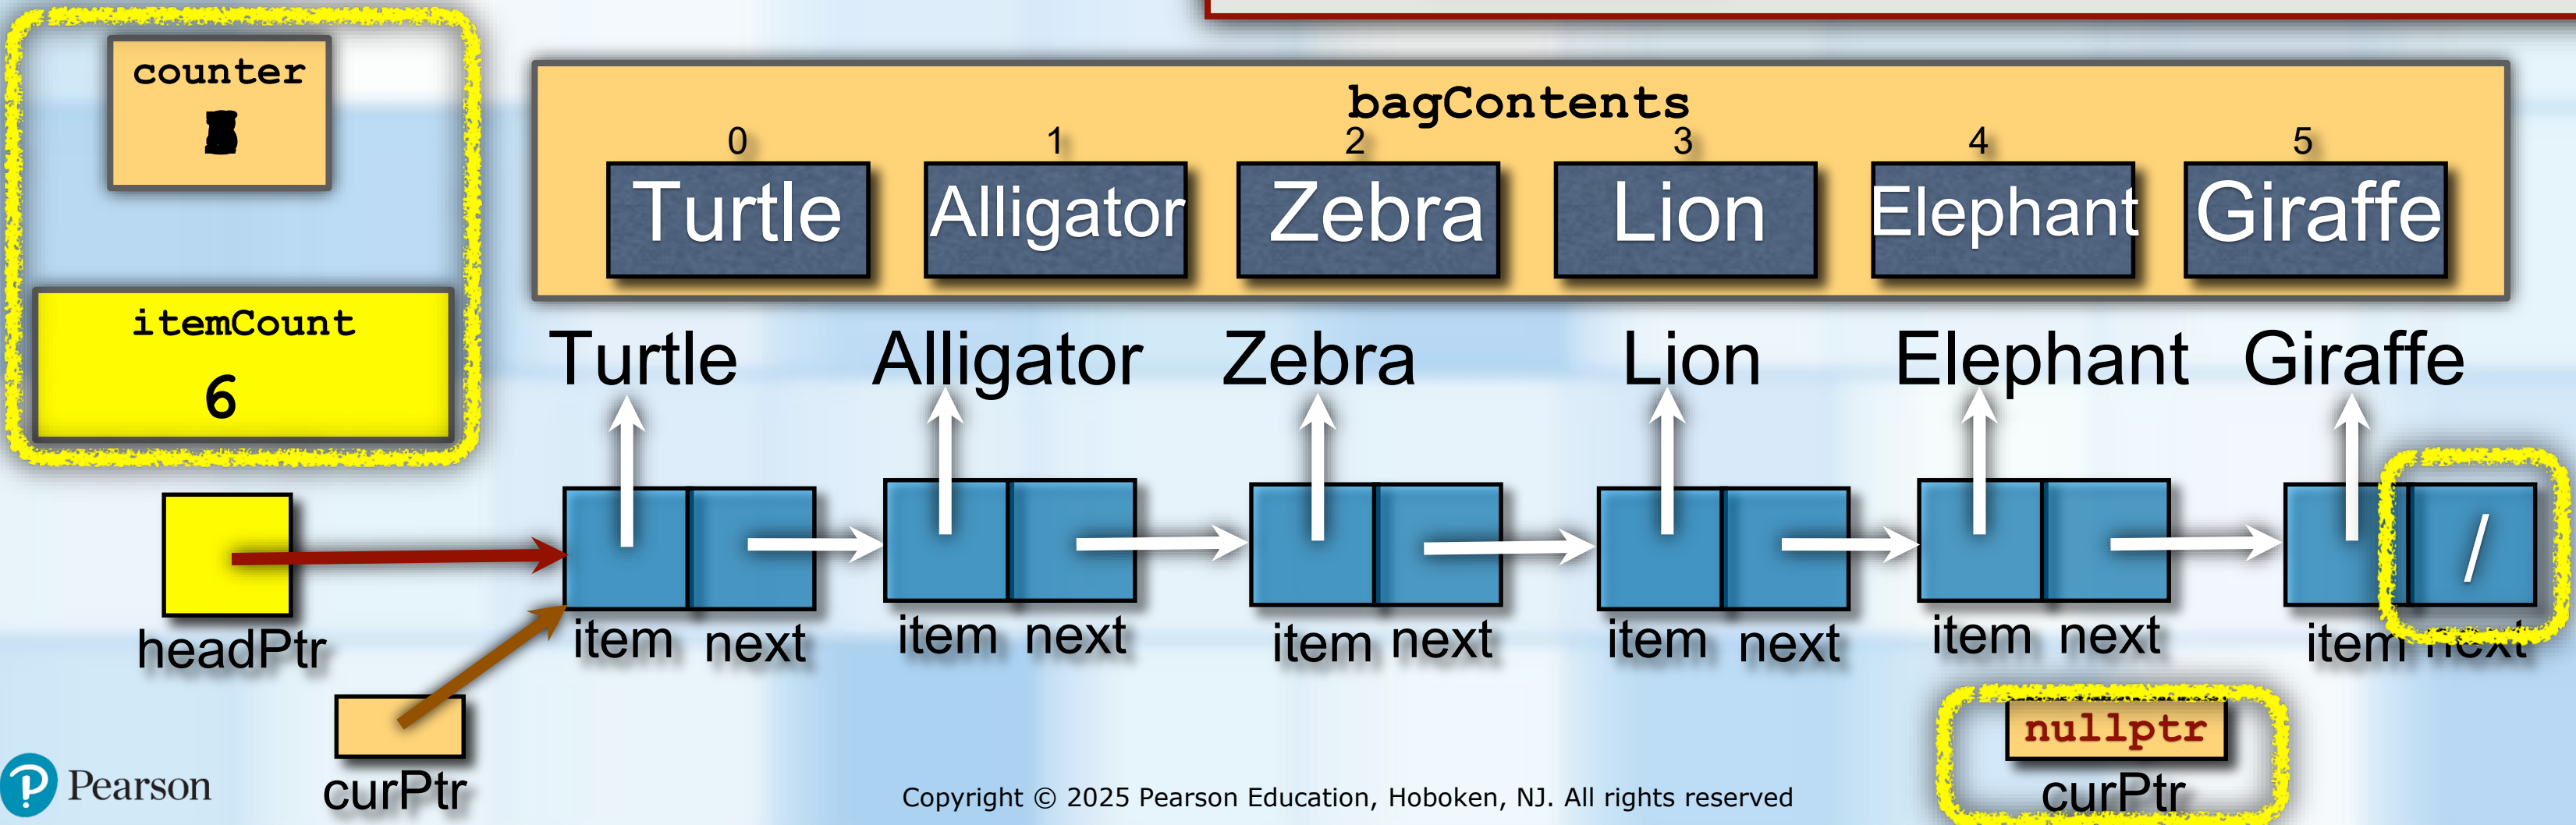 counter
bagContents
0 1 2 3 4 5
Turtle Alligator Zebra Lion Elephant Giraffe
itemCount
6
Turtle Alligator Zebra Lion Elephant Giraffe
/
headPtr
item next item next item next item next item next item next
nullptr
curPtr
curPtr
Pearson
Copyright © 2025 Pearson Education, Hoboken, NJ. All rights reserved